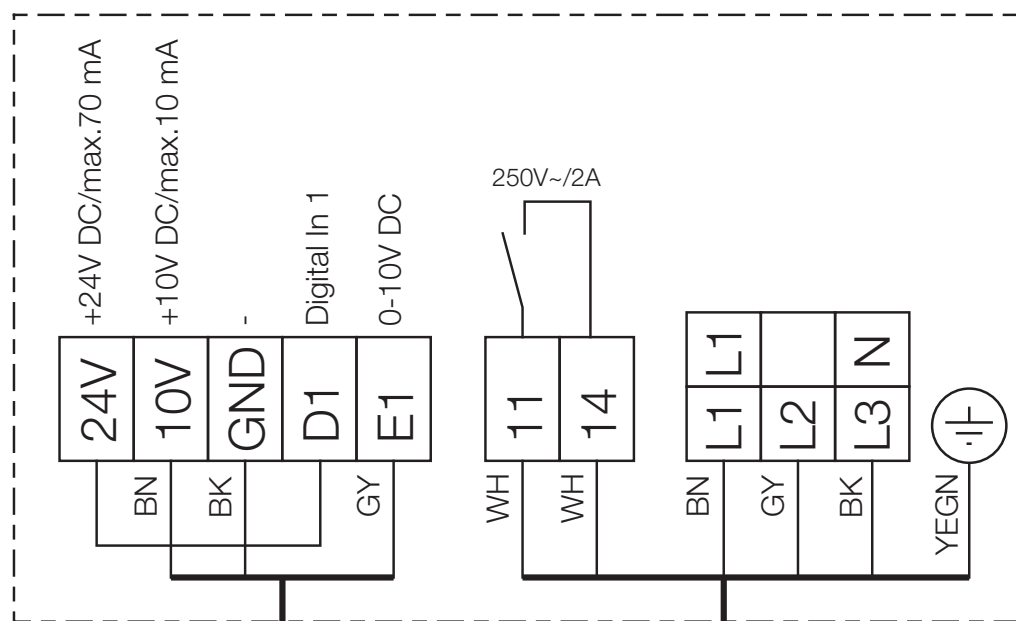 +24V DC/max.70 mA
+10V DC/max.10 mA
-
Digital In 1
0-10V DC
250V~/2A
24V
10V
GND
D1
E1
11
14
L1
N
L1
L2
L3
BN
BK
GY
WH
WH
BN
GY
BK
YEGN